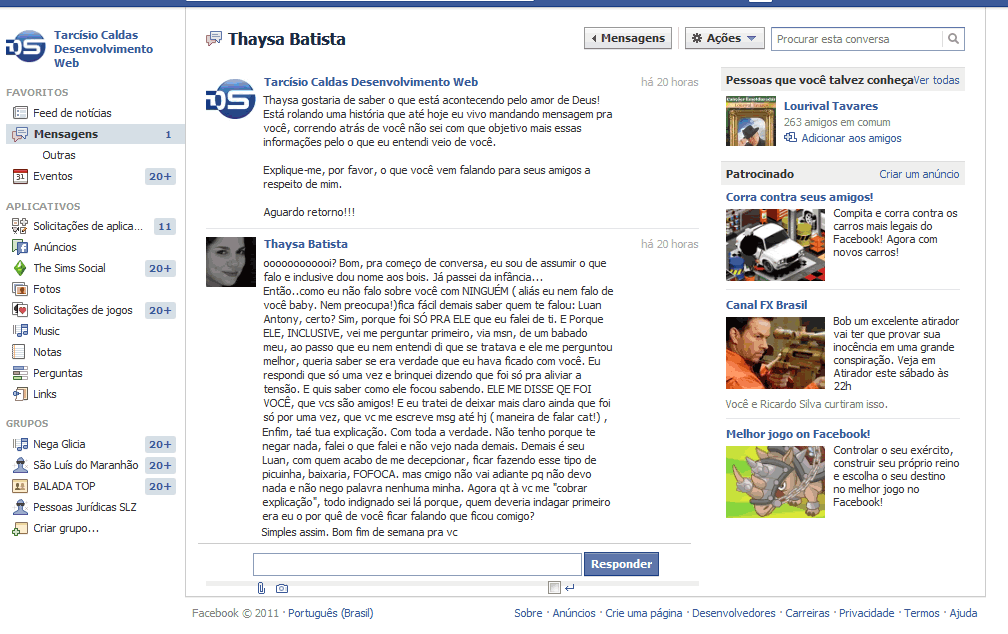 Tarcísio Caldas
Desenvolvimento
Web
FAVORITOS
Feed de notícias
Mensagens 1
Outras
Eventos 20+
APLICATIVOS
Solicitações de aplica... 11
Anúncios
The Sims Social 20+
Fotos
Solicitações de jogos 20+
Music
Notas
Perguntas
Links
GRUPOS
Nega Glicia 20+
São Luís do Maranhão 20+
BALADA TOP 20+
Pessoas Jurídicas SLZ
Criar grupo...
Thaysa Batista
Mensagens
Ações
Procurar esta conversa
Tarcísio Caldas Desenvolvimento Web há 20 horas
Thaysa gostaria de saber o que está acontecendo pelo amor de Deus!
Está rolando uma história que até hoje eu vivo mandando mensagem pra
você, correndo atrás de você não sei com que objetivo mais essas
informações pelo o que eu entendi veio de você.
Explique-me, por favor, o que você vem falando para seus amigos a
respeito de mim.
Aguardo retorno!!!
Thaysa Batista há 20 horas
oooooooooooi? Bom, pra começo de conversa, eu sou de assumir o que
falo e inclusive dou nome aos bois. Já passei da infância...
Então..como eu não falo sobre você com NINGUÉM ( aliás eu nem falo de
você baby. Nem preocupa!)fica fácil demais saber quem te falou: Luan
Antony, certo? Sim, porque foi SÓ PRA ELE que eu falei de ti. E Porque
ELE, INCLUSIVE, vei me perguntar primeiro, via msn, de um babado
meu, ao passo que eu nem entendi di que se tratava e ele me perguntou
melhor, queria saber se era verdade que eu hava ficado com você. Eu
respondi que só uma vez e brinquei dizendo que foi só pra aliviar a
tensão. E quis saber como ele focou sabendo. ELE ME DISSE QE FOI
VOCÊ, que vcs são amigos! E eu tratei de deixar mais claro ainda que foi
só por uma vez, que vc me escreve msg até hj ( maneira de falar cat!) ,
Enfim, taé tua explicação. Com toda a verdade. Não tenho porque te
negar nada, falei o que falei e não vejo nada demais. Demais é seu
Luan, com quem acabo de me decepcionar, ficar fazendo esse tipo de
picuinha, baixaria, FOFOCA. mas cmigo não vai adiante pq não devo
nada e não nego palavra nenhuma minha. Agora qt à vc me "cobrar
explicação", todo indignado sei lá porque, quem deveria indagar primeiro
era eu o por quê de você ficar falando que ficou comigo?
Simples assim. Bom fim de semana pra vc
Responder
Pessoas que você talvez conheça Ver todas
Lourival Tavares
263 amigos em comum
Adicionar aos amigos
Patrocinado Criar um anúncio
Corra contra seus amigos!
Compita e corra contra os
carros mais legais do
Facebook! Agora com
novos carros!
Canal FX Brasil
Bob um excelente atirador
vai ter que provar sua
inocência em uma grande
conspiração. Veja em
Atirador este sábado às
22h
Você e Ricardo Silva curtiram isso.
Melhor jogo on Facebook!
Controlar o seu exército,
construir seu próprio reino
e escolha o seu destino
no melhor jogo no
Facebook!
Facebook © 2011 · Português (Brasil)
Sobre · Anúncios · Crie uma página · Desenvolvedores · Carreiras · Privacidade · Termos · Ajuda